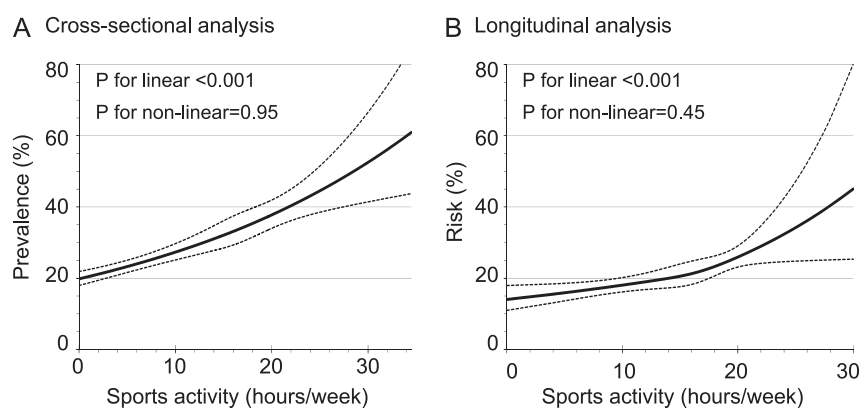 A Cross-sectional analysis
80
60
40
20
0
Prevalence (%)
P for linear <0.001
P for non-linear=0.95
0 10 20 30
Sports activity (hours/week)
B Longitudinal analysis
80
60
40
20
0
Risk (%)
P for linear <0.001
P for non-linear=0.45
0 10 20 30
Sports activity (hours/week)